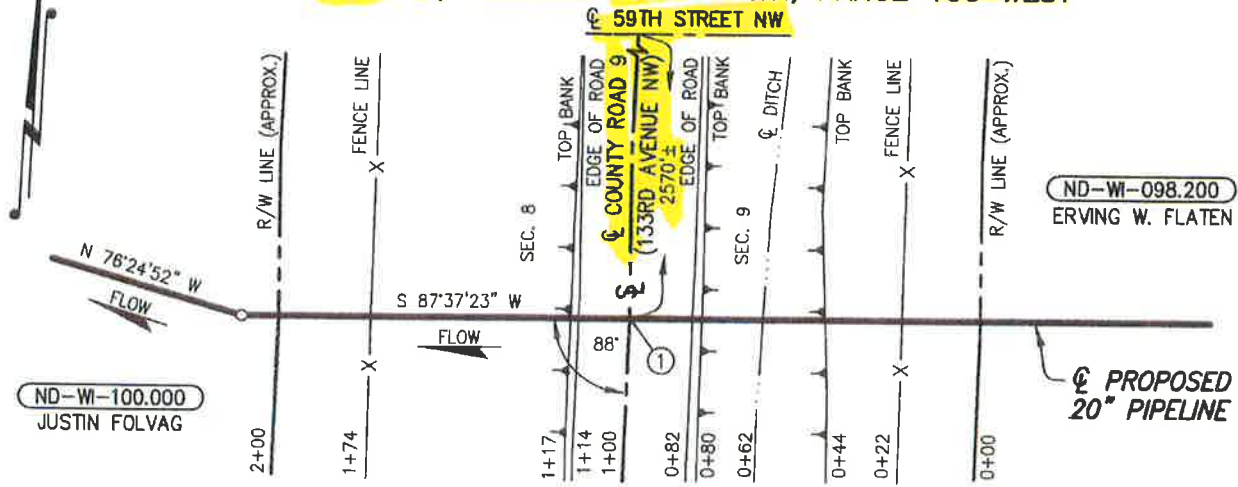 RANGE 103 WEST
℄ 59TH STREET NW
R/W LINE (APPROX.)
FENCE LINE
TOP BANK
EDGE OF ROAD
℄ COUNTY ROAD 9
(133RD AVENUE NW)
2570'±
EDGE OF ROAD
TOP BANK
℄ DITCH
TOP BANK
FENCE LINE
R/W LINE (APPROX.)
SEC. 8
SEC. 9
ND-WI-098.200
ERVING W. FLATEN
N 76°24'52" W
FLOW
S 87°37'23" W
FLOW
88°
1
℄ PROPOSED
20" PIPELINE
ND-WI-100.000
JUSTIN FOLVAG
2+00
1+74
1+17
1+14
1+00
0+82
0+80
0+62
0+44
0+22
0+00